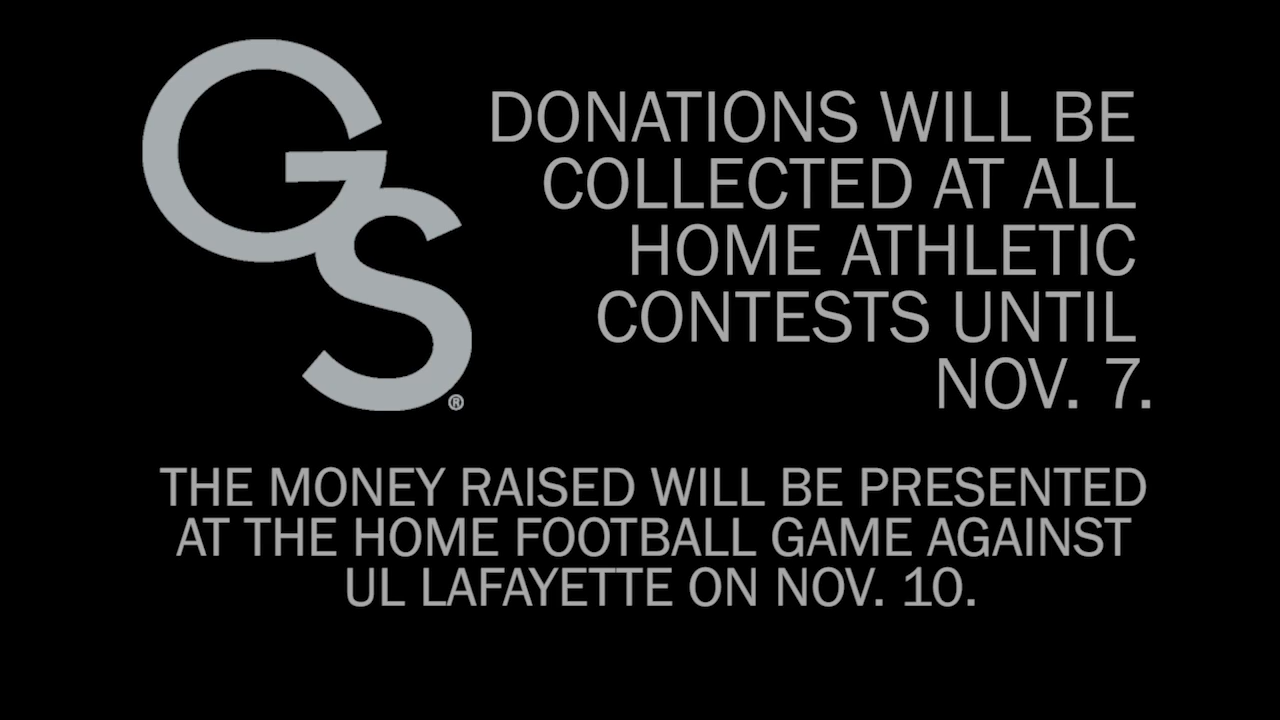 GS®
DONATIONS WILL BE
COLLECTED AT ALL
HOME ATHLETIC
CONTESTS UNTIL
NOV. 7.
THE MONEY RAISED WILL BE PRESENTED
AT THE HOME FOOTBALL GAME AGAINST
UL LAFAYETTE ON NOV. 10.